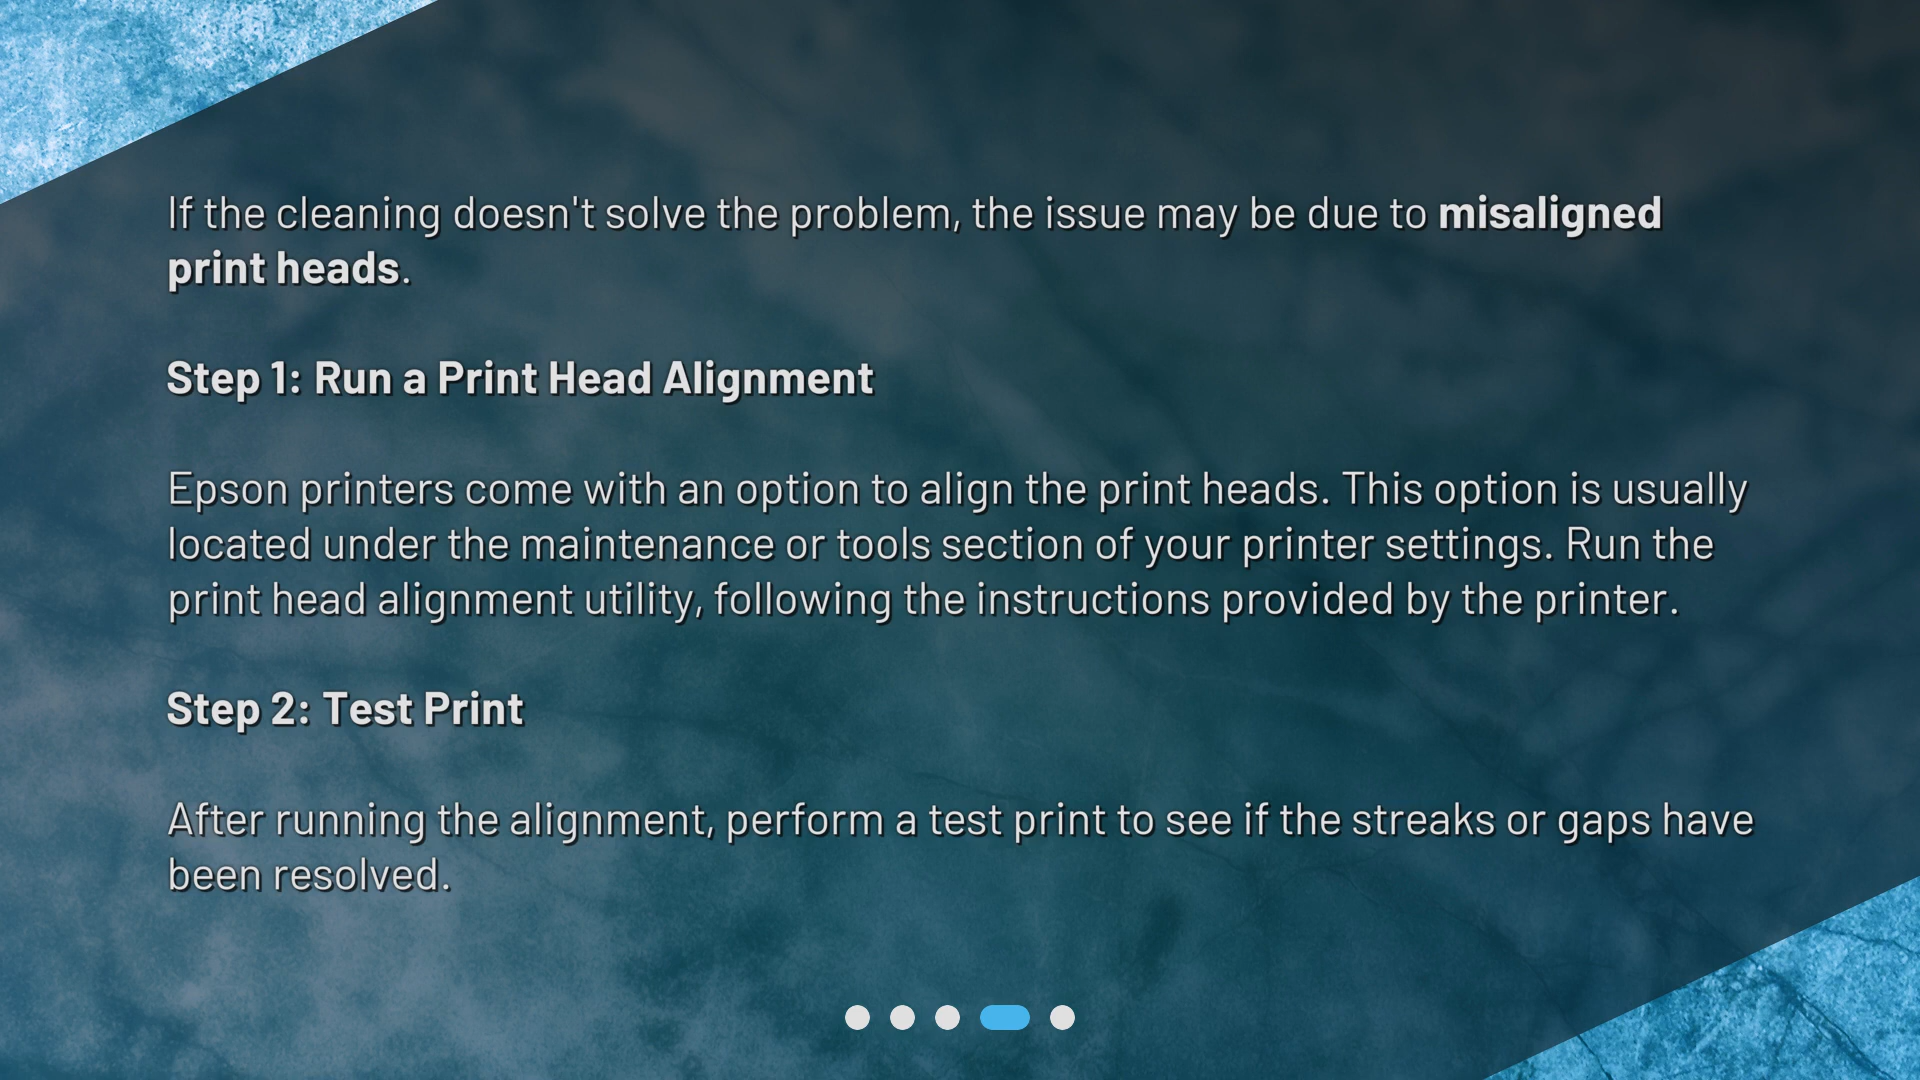 If the cleaning doesn't solve the problem, the issue may be due to misaligned
print heads.
Step 1: Run a Print Head Alignment
Epson printers come with an option to align the print heads. This option is usually
located under the maintenance or tools section of your printer settings. Run the
print head alignment utility, following the instructions provided by the printer.
Step 2: Test Print
After running the alignment, perform a test print to see if the streaks or gaps have
been resolved.